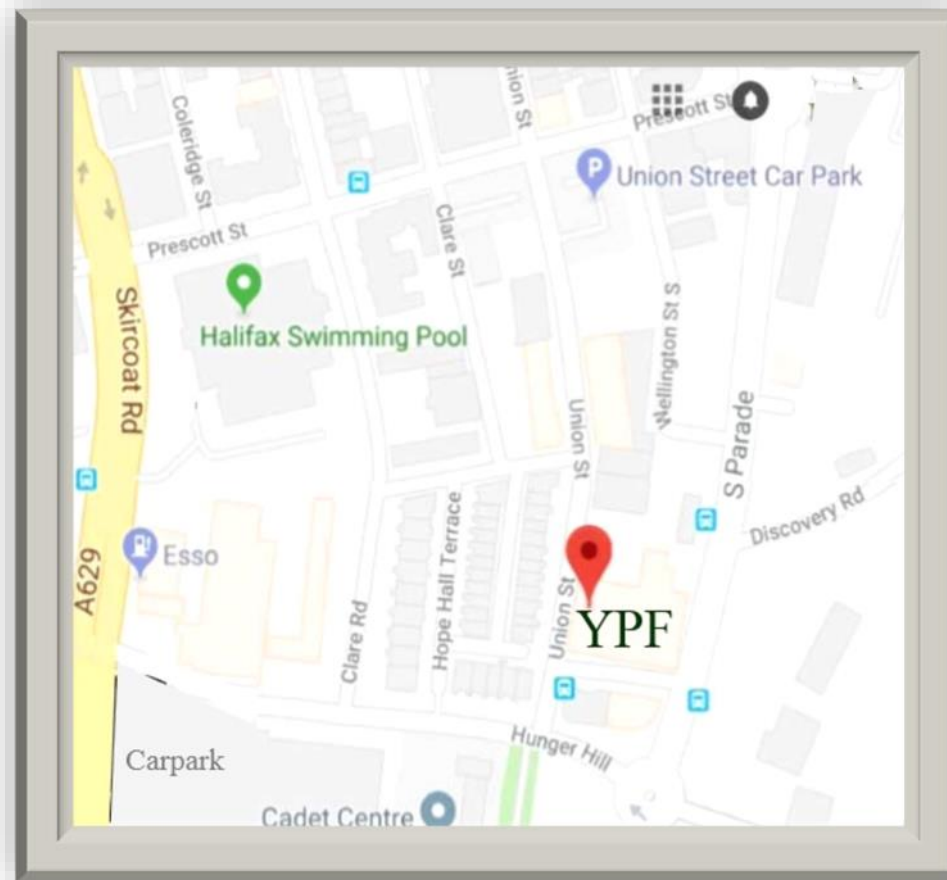 Coleridge St
nion St
Prescott St
P
Union Street Car Park
Prescott St
Clare St
Halifax Swimming Pool
Skircoat Rd
Wellington St S
Union St
S Parade
Discovery Rd
Esso
A629
Hope Hall Terrace
Clare Rd
Union St
YPF
Hunger Hill
Carpark
Cadet Centre